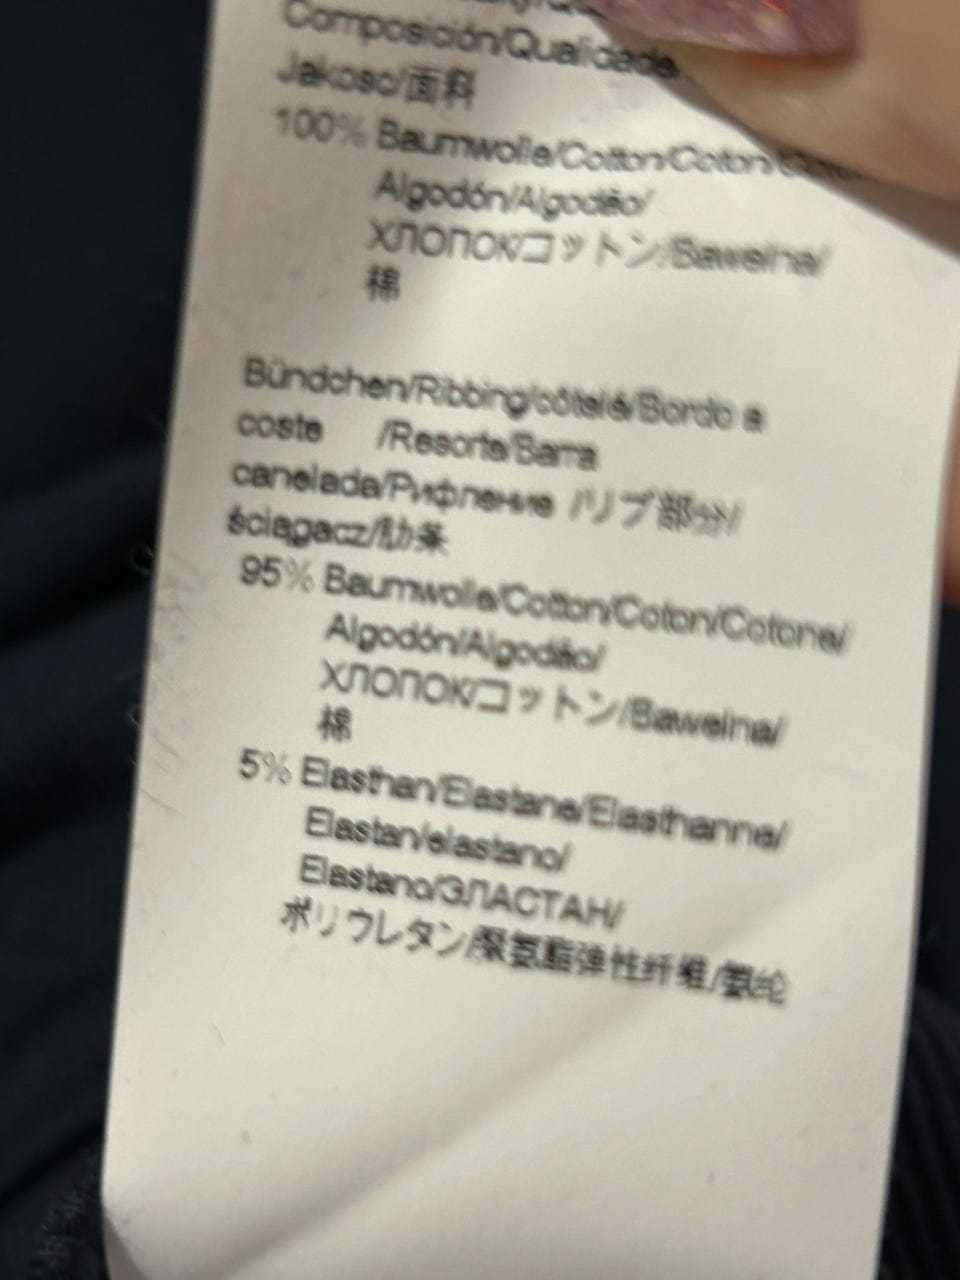 Composición/Qualidade
Jakosc/面料
100% Baumwolle/Cotton/Coton/
Algodón/Algodão/
ХЛОПОК/コットン/Bawelna/
棉
Bündchen/Ribbing/côtelé/Bordo a
coste /Resorte/Barra
canelada/Рифление /リブ部分/
ściagacz/肋条
95% Baumwolle/Cotton/Coton/Cotone/
Algodón/Algodão/
ХЛОПОК/コットン/Bawelna/
棉
5% Elasthan/Elastane/Elasthanne/
Elastan/elastano/
Elastano/ЭЛАСТАН/
ポリウレタン/聚氨酯弹性纤维/氨纶